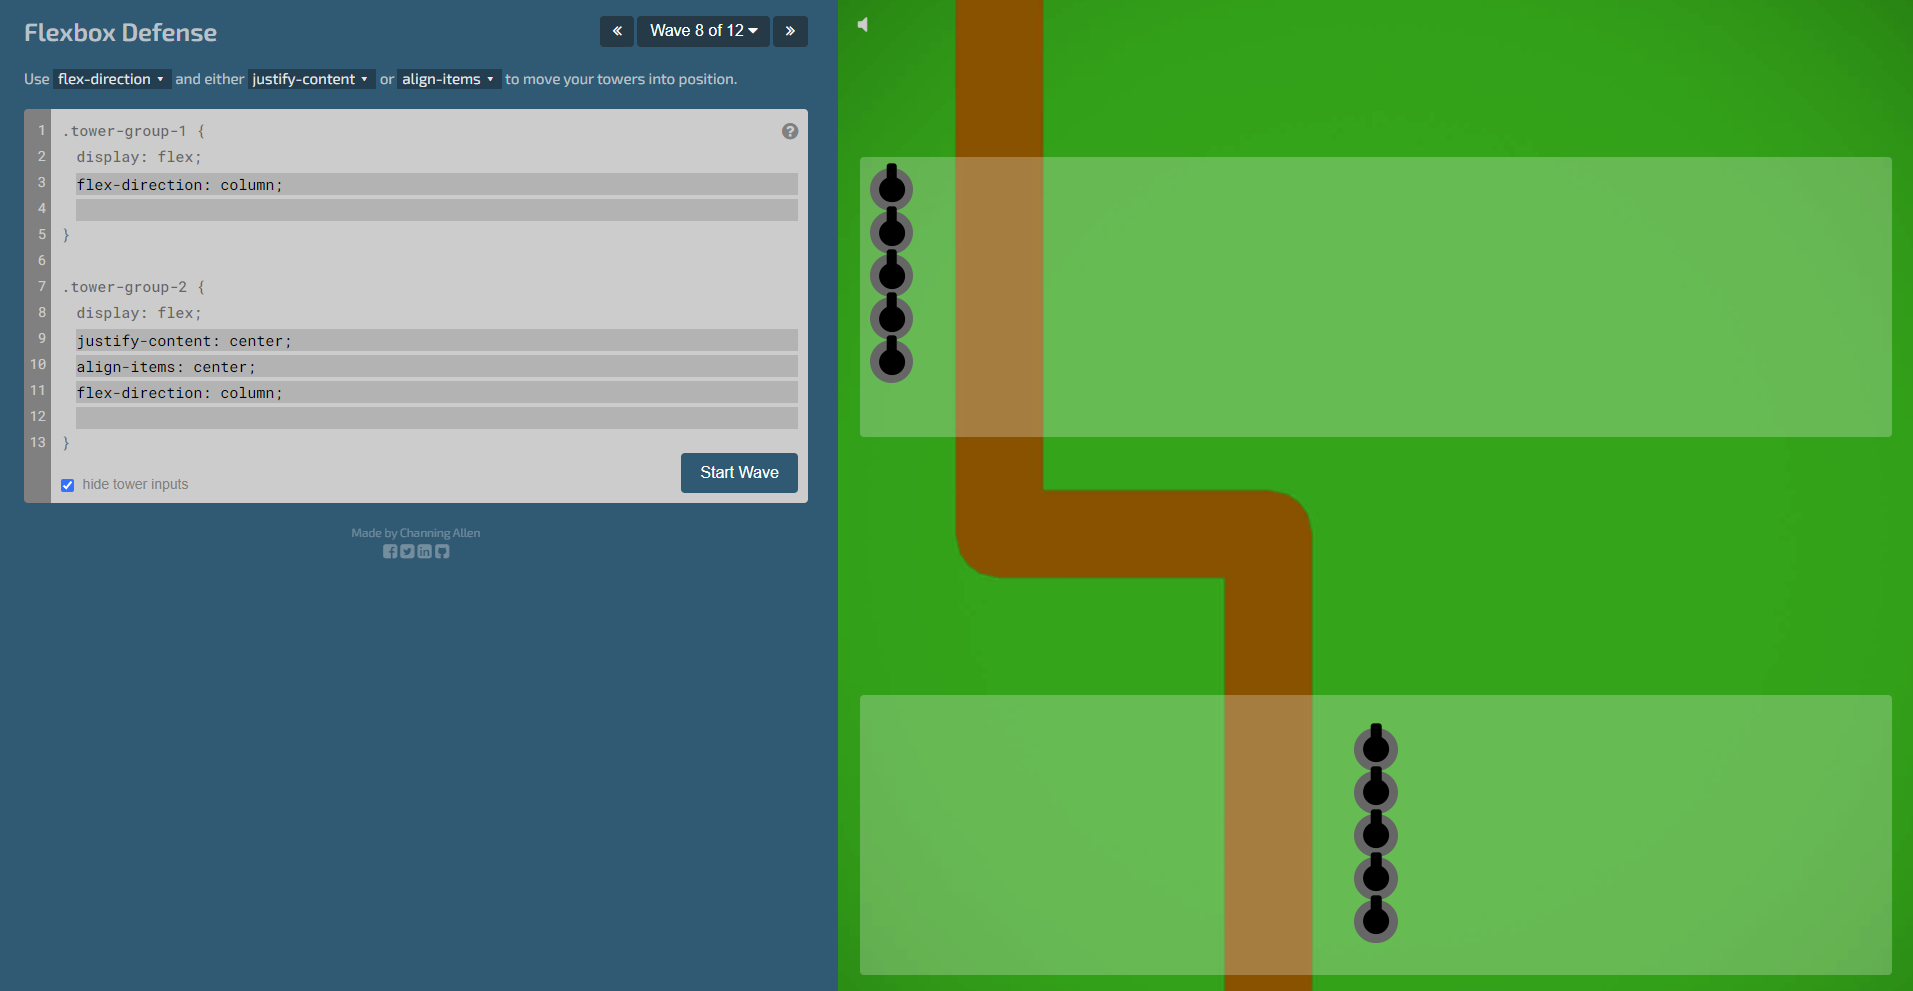 Flexbox Defense
« Wave 8 of 12 »
Use flex-direction and either justify-content or align-items to move your towers into position.
1 .tower-group-1 {
2 display: flex;
3 flex-direction: column;
4
5 }
6
7 .tower-group-2 {
8 display: flex;
9 justify-content: center;
10 align-items: center;
11 flex-direction: column;
12
13 }
hide tower inputs
Start Wave
Made by Channing Allen